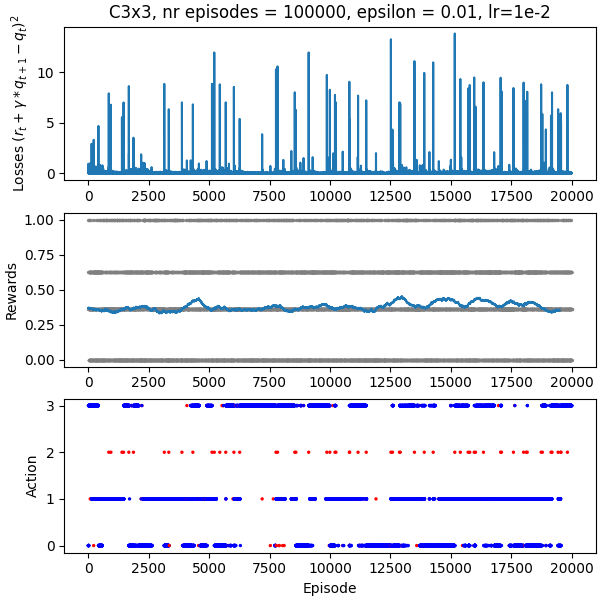 C3x3, nr episodes = 100000, epsilon = 0.01, lr=1e-2
Losses $(r_t + \gamma * q_{t+1} - q_t)^2$
10
5
0
0 2500 5000 7500 10000 12500 15000 17500 20000
Rewards
1.00
0.75
0.50
0.25
0.00
0 2500 5000 7500 10000 12500 15000 17500 20000
Action
3
2
1
0
0 2500 5000 7500 10000 12500 15000 17500 20000
Episode